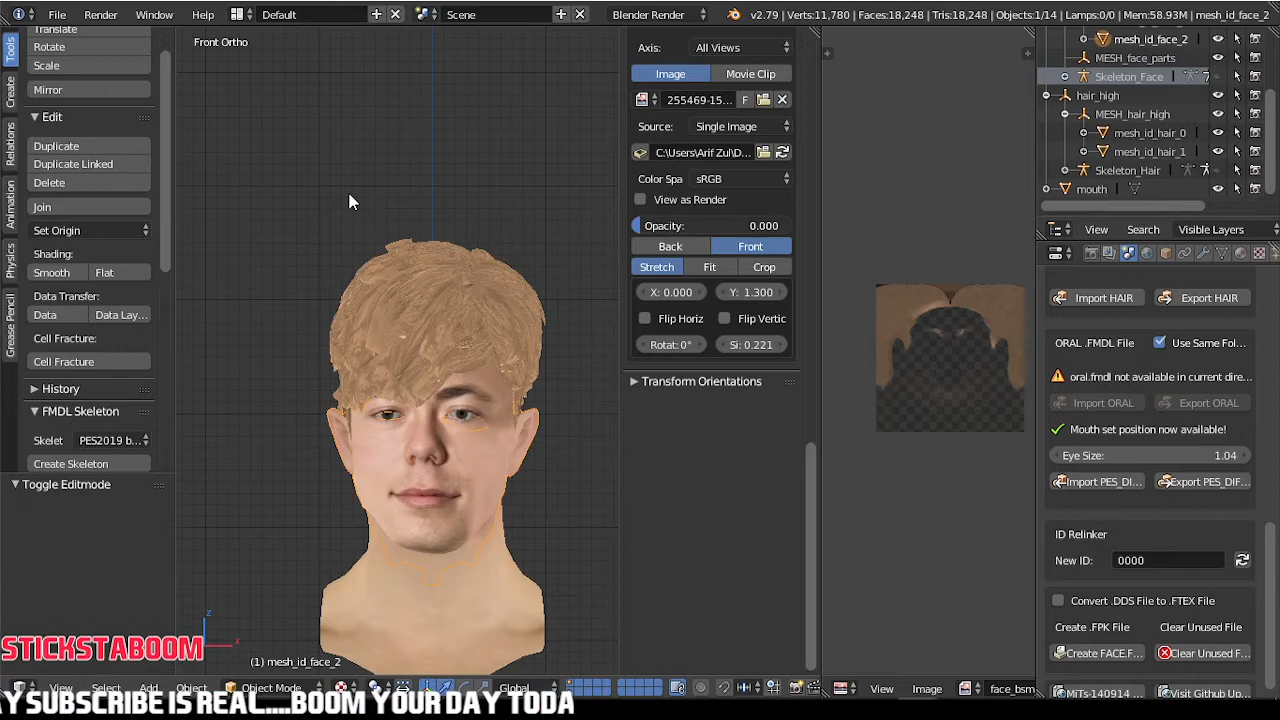 File Render Window Help Default Scene Blender Render v2.79 | Verts:11,780 | Faces:18,248 | Tris:18,248 | Objects:1/14 | Lamps:0/0 | Mem:58.93M | mesh_id_face_2
Tools
Create
Relations
Animation
Physics
Grease Pencil
Translate
Rotate
Scale
Mirror
Edit
Duplicate
Duplicate Linked
Delete
Join
Set Origin
Shading:
Smooth Flat
Data Transfer:
Data Data Lay...
Cell Fracture:
Cell Fracture
History
FMDL Skeleton
Skelet PES2019 b...
Create Skeleton
Toggle Editmode
Front Ortho
z
x
(1) mesh_id_face_2
View Select Add Object Object Mode Global
Axis: All Views
Image Movie Clip
255469-15... F
Source: Single Image
C:\Users\Arif Zul\D...
Color Spa sRGB
View as Render
Opacity: 0.000
Back Front
Stretch Fit Crop
X: 0.000 Y: 1.300
Flip Horiz Flip Vertic
Rotat: 0° Si: 0.221
Transform Orientations
View Image face_bsm
mesh_id_face_2
MESH_face_parts
Skeleton_Face
hair_high
MESH_hair_high
mesh_id_hair_0
mesh_id_hair_1
Skeleton_Hair
mouth
View Search Visible Layers
Import HAIR Export HAIR
ORAL .FMDL File Use Same Fol...
oral.fmdl not available in current dire...
Import ORAL Export ORAL
Mouth set position now available!
Eye Size: 1.04
Import PES_DI... Export PES_DIF...
ID Relinker
New ID: 0000
Convert .DDS File to .FTEX File
Create .FPK File Clear Unused File
Create FACE.F... Clear Unused F...
STICKSTABOOM
Y SUBSCRIBE IS REAL....BOOM YOUR DAY TODA